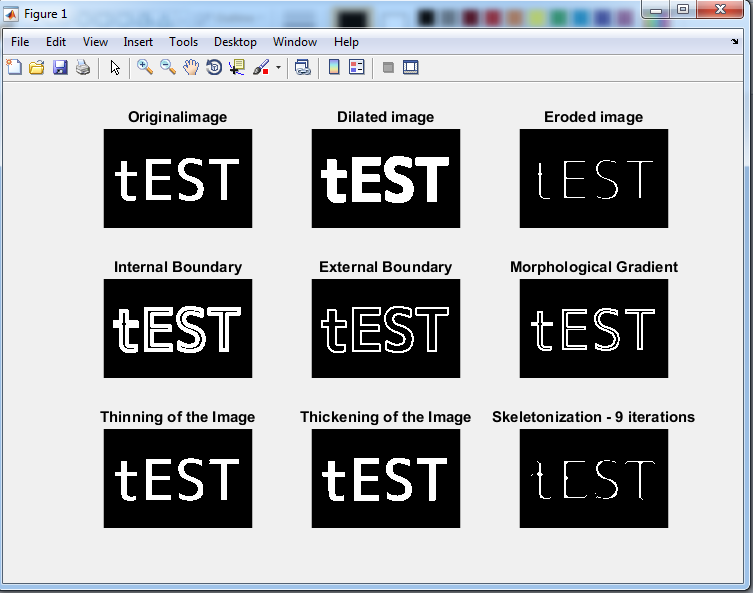 Figure 1
File Edit View Insert Tools Desktop Window Help
Originalimage Dilated image Eroded image
tEST tEST tEST
Internal Boundary External Boundary Morphological Gradient
tEST tEST tEST
Thinning of the Image Thickening of the Image Skeletonization - 9 iterations
tEST tEST tEST